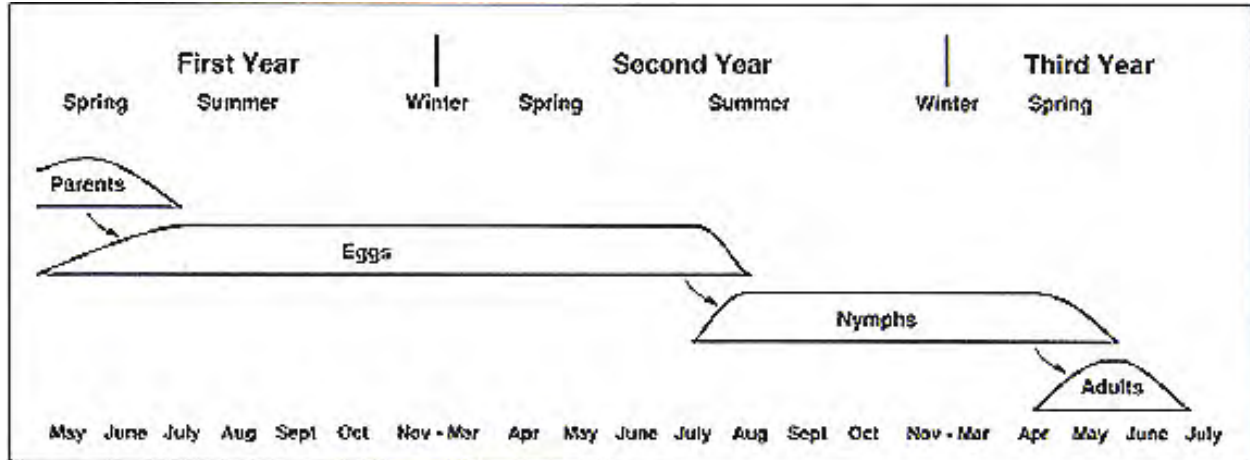 First Year Second Year Third Year
Spring Summer Winter Spring Summer Winter Spring
Parents
Eggs
Nymphs
Adults
May June July Aug Sept Oct Nov - Mar Apr May June July Aug Sept Oct Nov - Mar Apr May June July